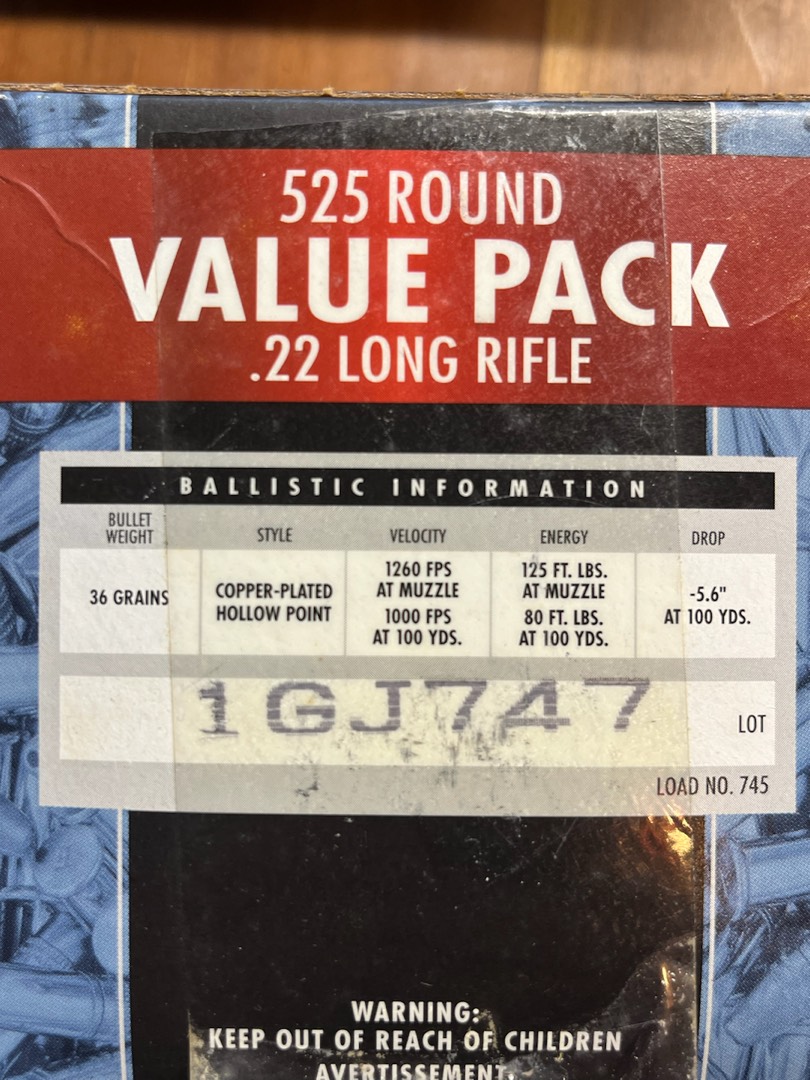 525 ROUND
VALUE PACK
.22 LONG RIFLE
BALLISTIC INFORMATION
BULLET WEIGHT STYLE VELOCITY ENERGY DROP
36 GRAINS
COPPER-PLATED
HOLLOW POINT
1260 FPS
AT MUZZLE
1000 FPS
AT 100 YDS.
125 FT. LBS.
AT MUZZLE
80 FT. LBS.
AT 100 YDS.
-5.6"
AT 100 YDS.
1GJ747 LOT
LOAD NO. 745
WARNING:
KEEP OUT OF REACH OF CHILDREN
AVERTISSEMENT.